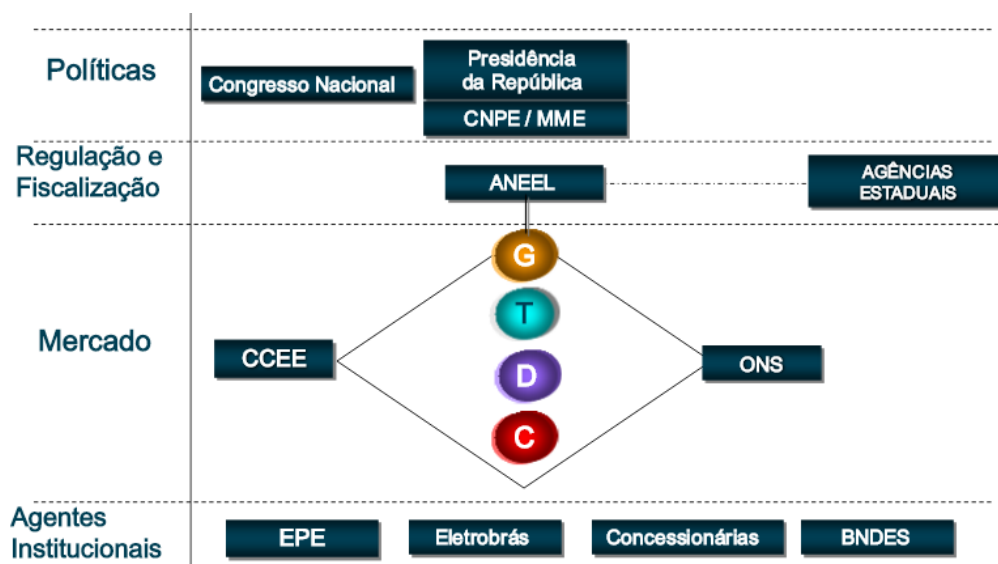 Políticas
Congresso Nacional
Presidência
da República
CNPE / MME
Regulação e
Fiscalização
ANEEL
AGÊNCIAS
ESTADUAIS
Mercado
G
T
D
C
CCEE
ONS
Agentes
Institucionais
EPE
Eletrobrás
Concessionárias
BNDES